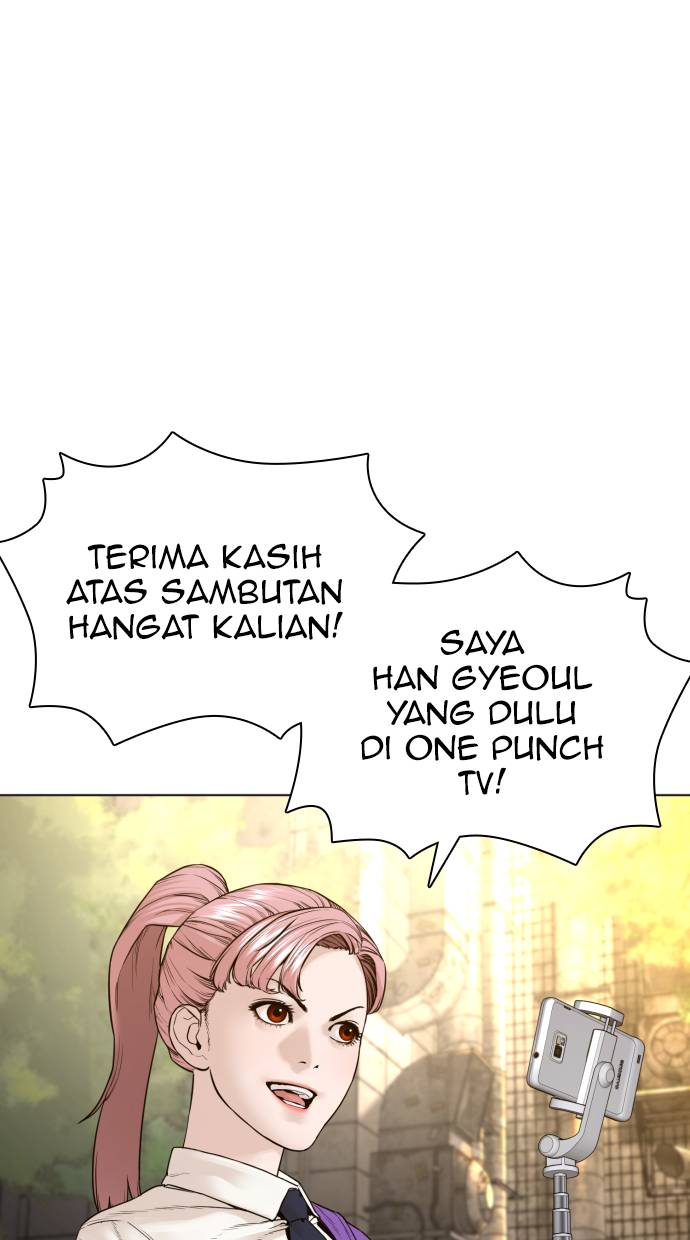 TERIMA KASIH
ATAS SAMBUTAN
HANGAT KALIAN!
SAYA
HAN GYEOUL
YANG DULU
DI ONE PUNCH
TV!